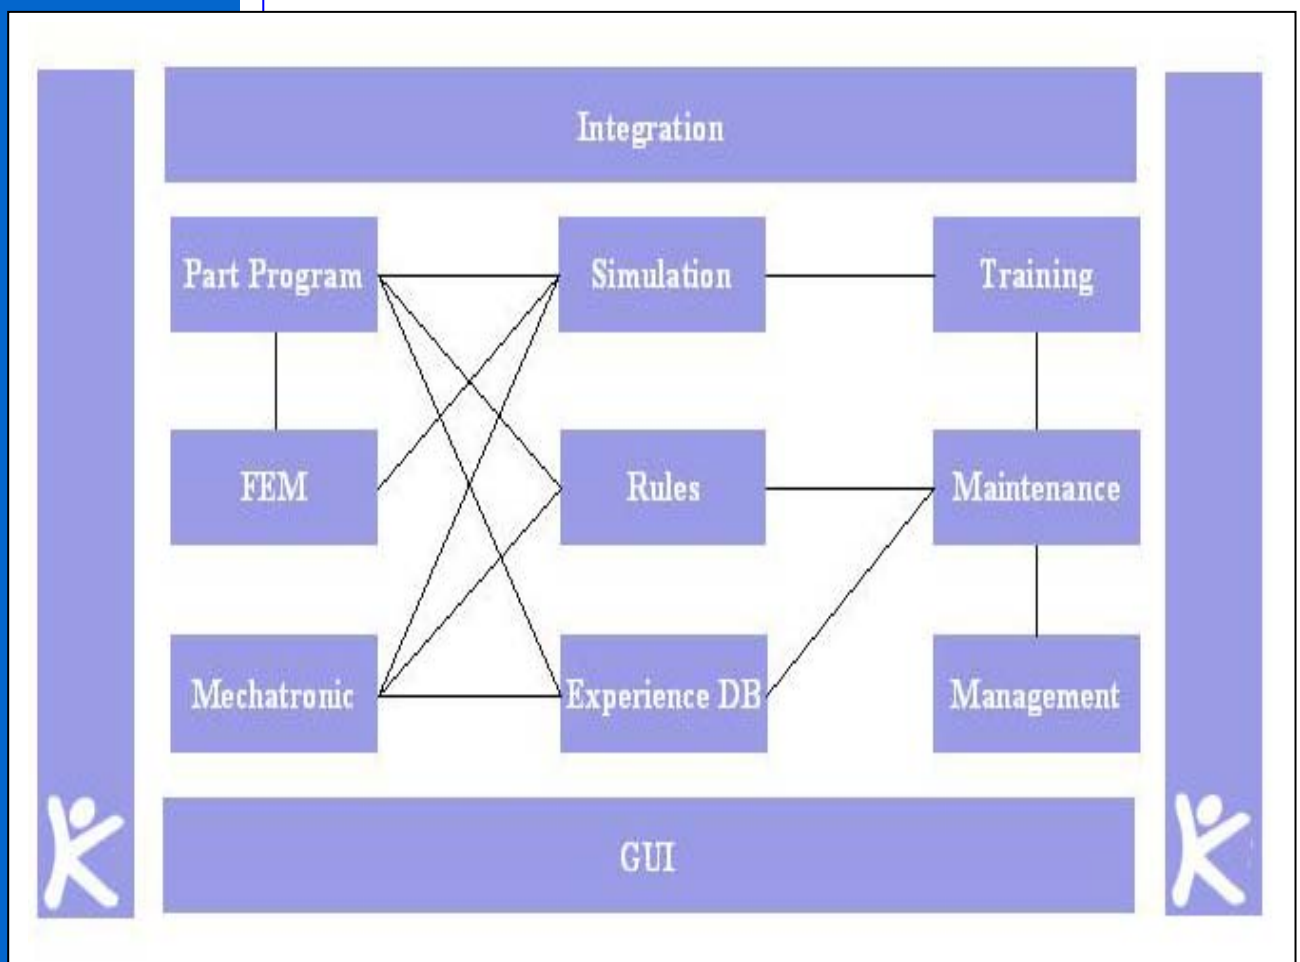 Integration
Part Program
Simulation
Training
FEM
Rules
Maintenance
Mechatronic
Experience DB
Management
GUI